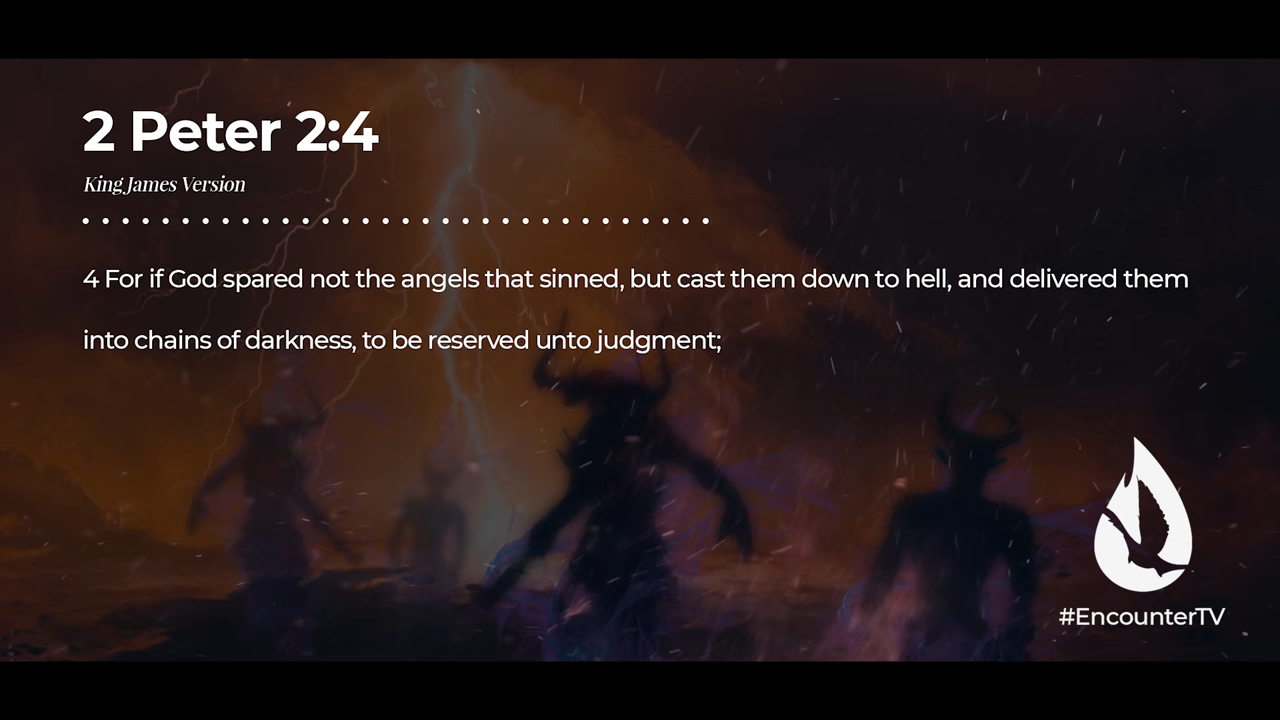 2 Peter 2:4
King James Version
4 For if God spared not the angels that sinned, but cast them down to hell, and delivered them
into chains of darkness, to be reserved unto judgment;
#EncounterTV